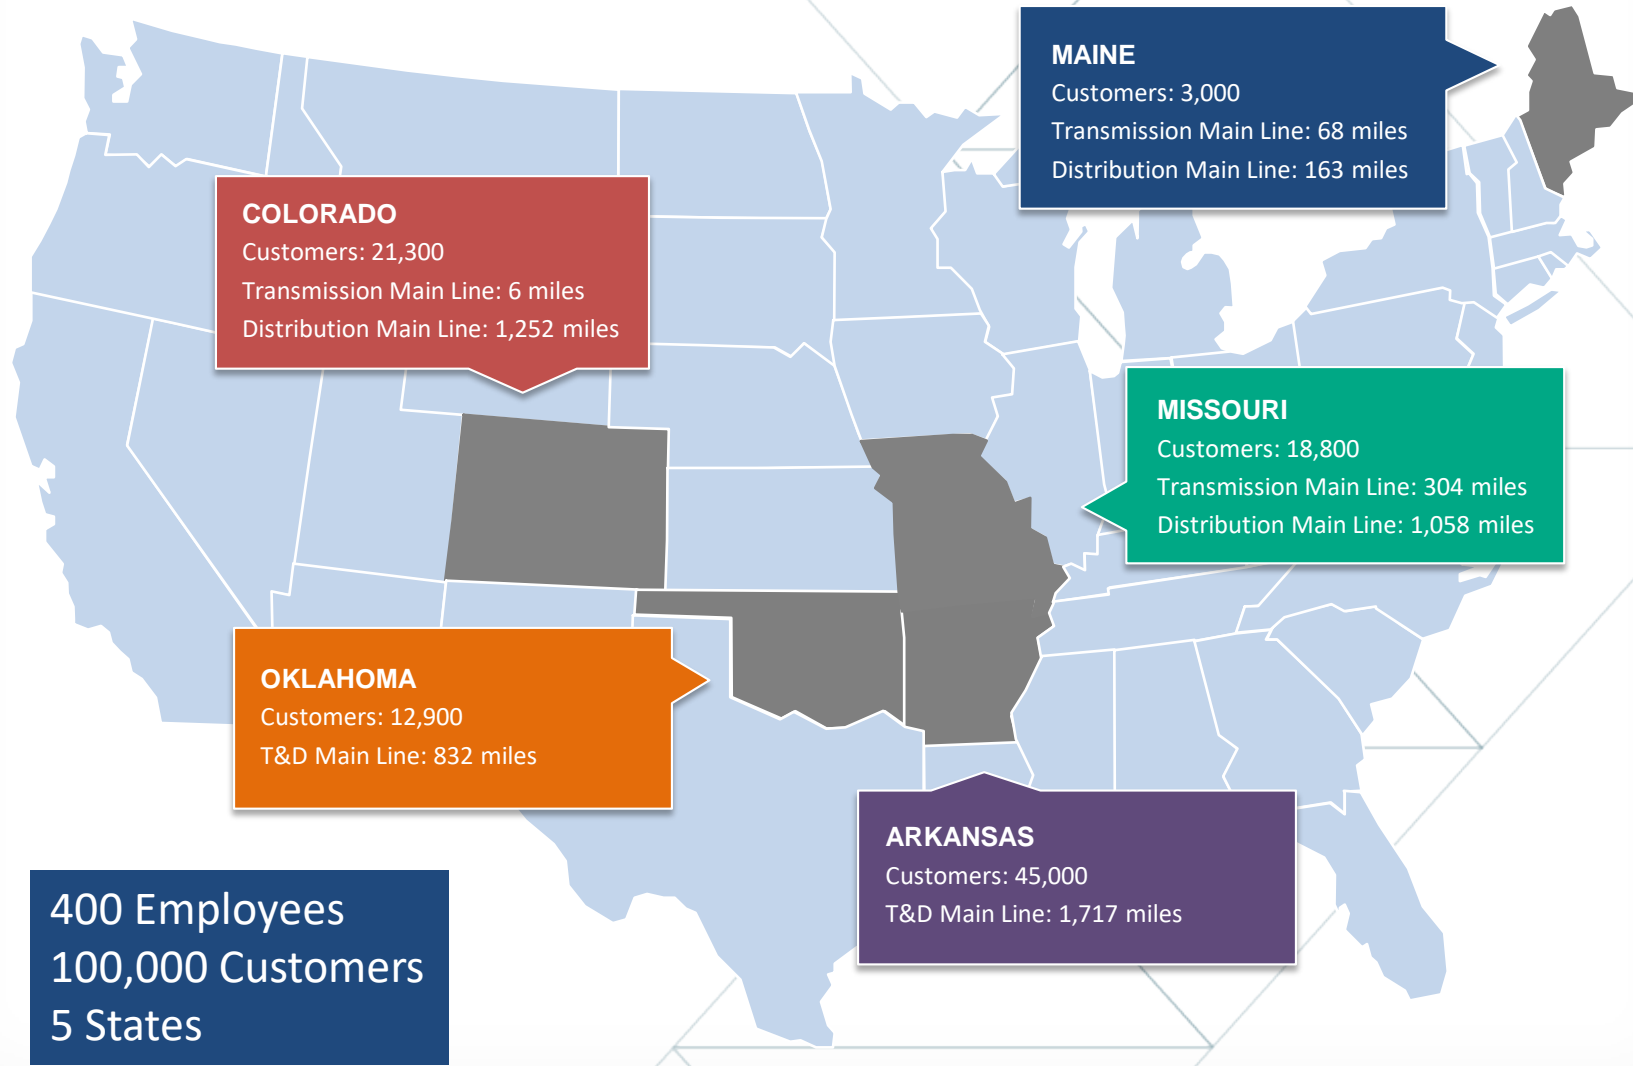 MAINE
Customers: 3,000
Transmission Main Line: 68 miles
Distribution Main Line: 163 miles
COLORADO
Customers: 21,300
Transmission Main Line: 6 miles
Distribution Main Line: 1,252 miles
MISSOURI
Customers: 18,800
Transmission Main Line: 304 miles
Distribution Main Line: 1,058 miles
OKLAHOMA
Customers: 12,900
T&D Main Line: 832 miles
ARKANSAS
Customers: 45,000
T&D Main Line: 1,717 miles
400 Employees
100,000 Customers
5 States